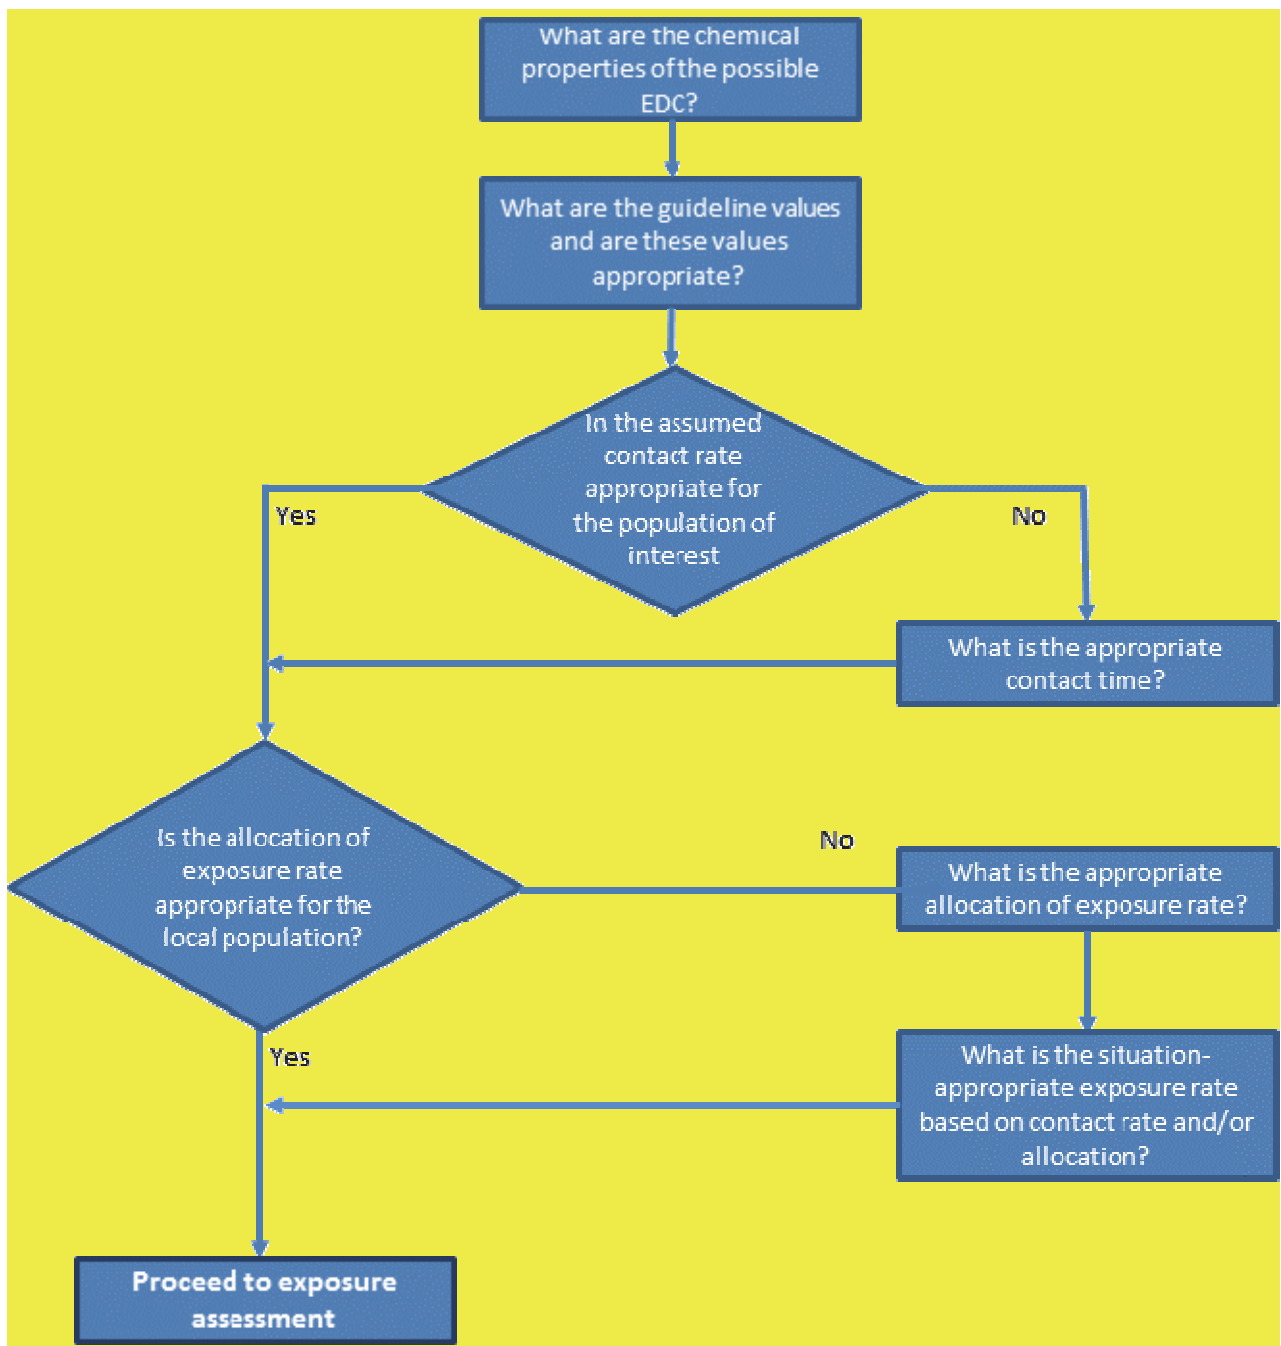 What are the chemical
properties of the possible
EDC?
What are the guideline values
and are these values
appropriate?
In the assumed
contact rate
appropriate for
the population of
interest
Yes
No
What is the appropriate
contact time?
Is the allocation of
exposure rate
appropriate for the
local population?
No
What is the appropriate
allocation of exposure rate?
Yes
What is the situation-
appropriate exposure rate
based on contact rate and/or
allocation?
Proceed to exposure
assessment